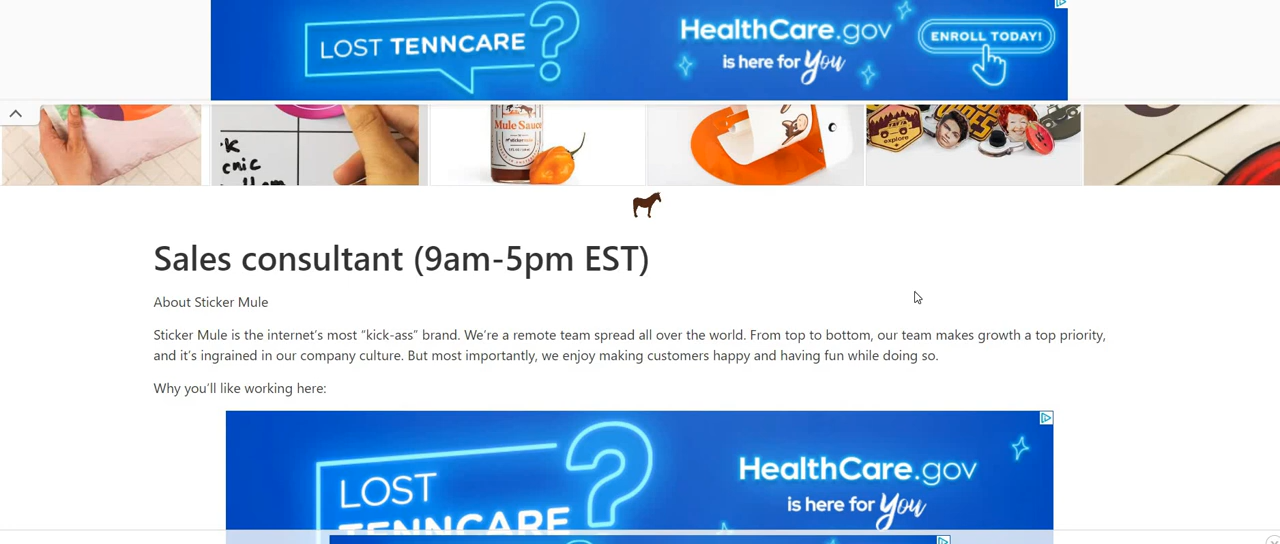 LOST TENNCARE
HealthCare.gov
is here for You
ENROLL TODAY!
Mule Sauce
explore
Sales consultant (9am-5pm EST)
About Sticker Mule
Sticker Mule is the internet's most “kick-ass” brand. We're a remote team spread all over the world. From top to bottom, our team makes growth a top priority,
and it's ingrained in our company culture. But most importantly, we enjoy making customers happy and having fun while doing so.
Why you'll like working here:
LOST
TENNCARE
HealthCare.gov
is here for You